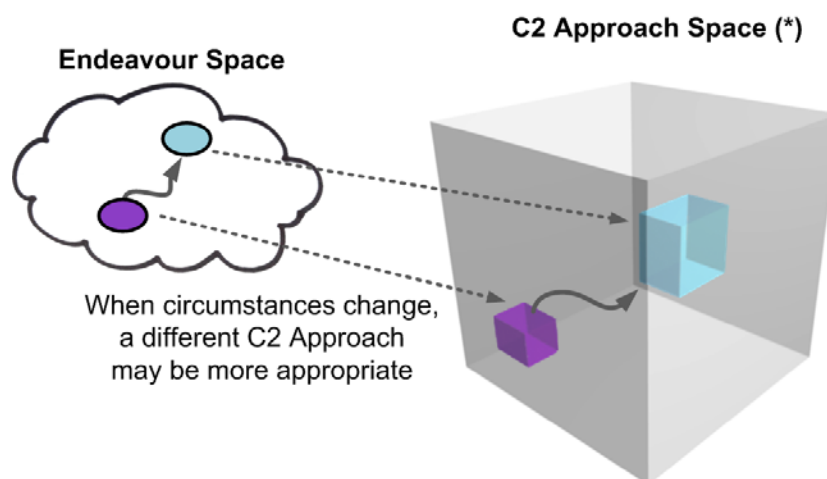 C2 Approach Space (*)
Endeavour Space
When circumstances change,
a different C2 Approach
may be more appropriate